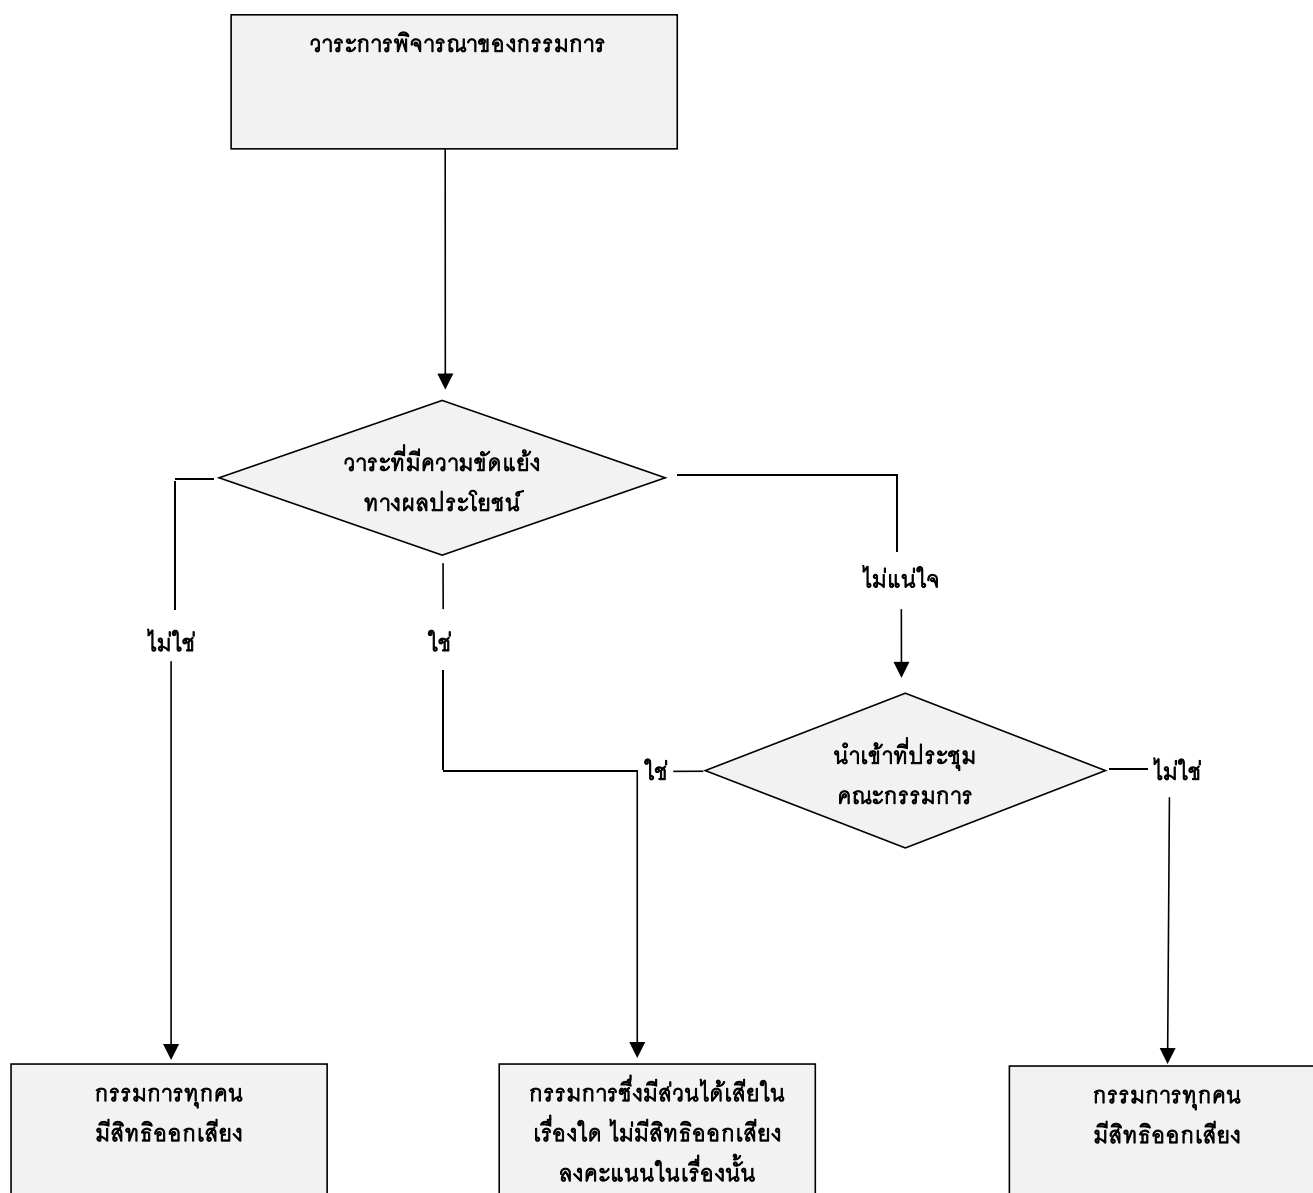 วาระการพิจารณาของกรรมการ
วาระที่มีความขัดแย้ง
ทางผลประโยชน์
ไม่แน่ใจ
ไม่ใช่
ใช่
นำเข้าที่ประชุม
คณะกรรมการ
ใช่
ไม่ใช่
กรรมการทุกคน
มีสิทธิออกเสียง
กรรมการซึ่งมีส่วนได้เสียใน
เรื่องใด ไม่มีสิทธิออกเสียง
ลงคะแนนในเรื่องนั้น
กรรมการทุกคน
มีสิทธิออกเสียง